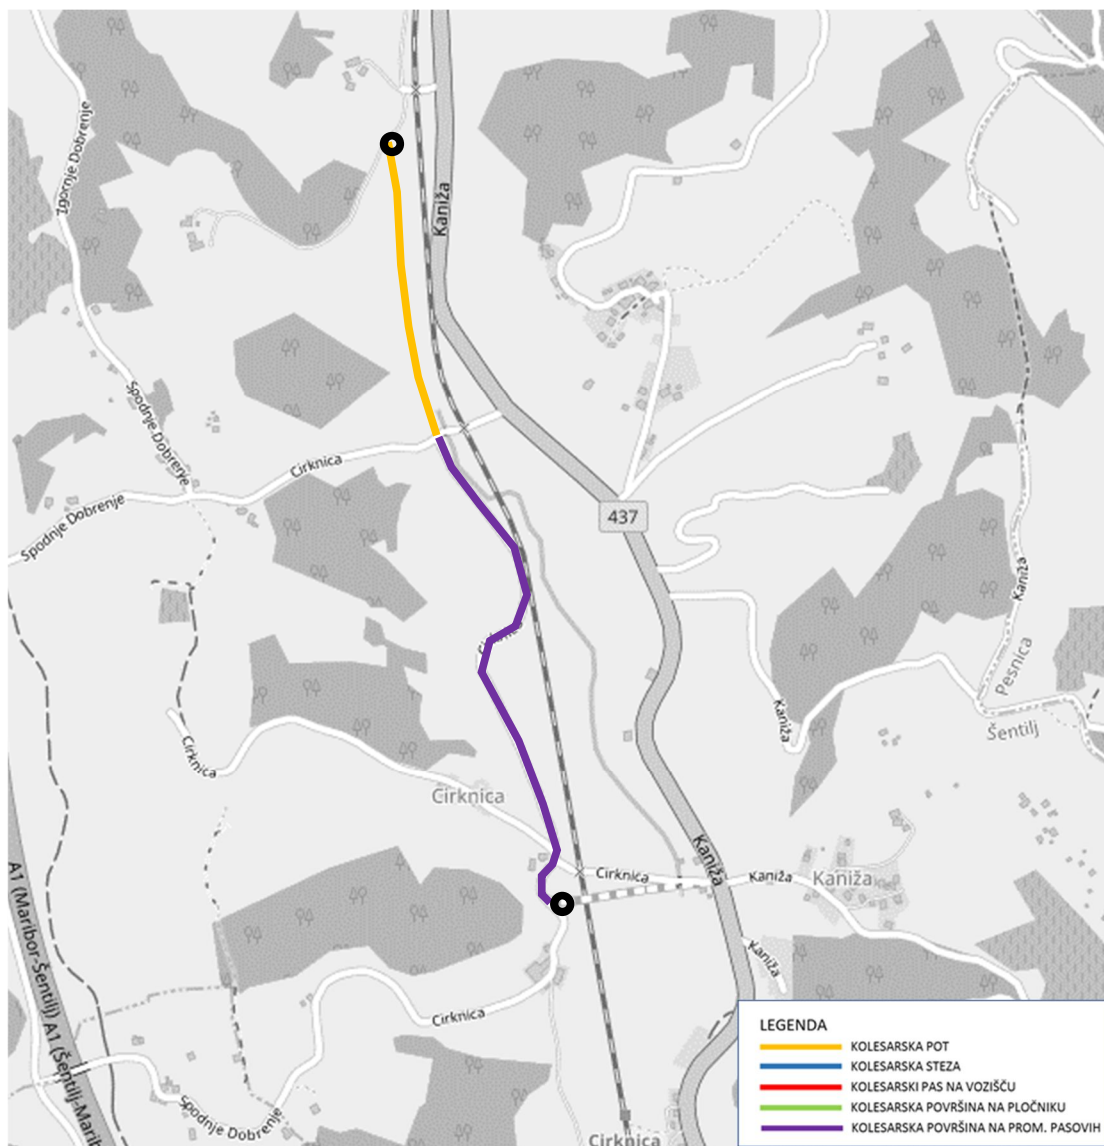 Zgornje Dobrenje
Kaniža
Spodnje Dobrenje
Cirknica
Spodnje Dobrenje
437
Kaniža
Pesnica
Kaniža
Šentilj
Cirknica
Cirknica
Kaniža
Cirknica
Kaniža
Kaniža
A1 (Maribor-Šentilj) A1 (Šentilj-Marib
Kaniža
Cirknica
Spodnje Dobrenje
Cirknica
LEGENDA
KOLESARSKA POT
KOLESARSKA STEZA
KOLESARSKI PAS NA VOZIŠČU
KOLESARSKA POVRŠINA NA PLOČNIKU
KOLESARSKA POVRŠINA NA PROM. PASOVIH